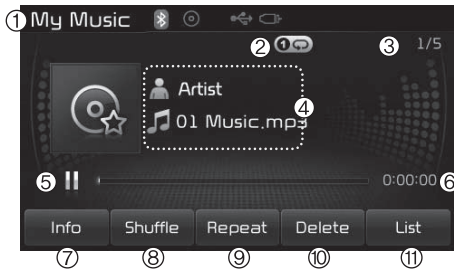 ① My Music
② 1 ③ 1/5
Artist
④
01 Music.mp3
⑤ 0:00:00 ⑥
Info Shuffle Repeat Delete List
⑦ ⑧ ⑨ ⑩ ⑪